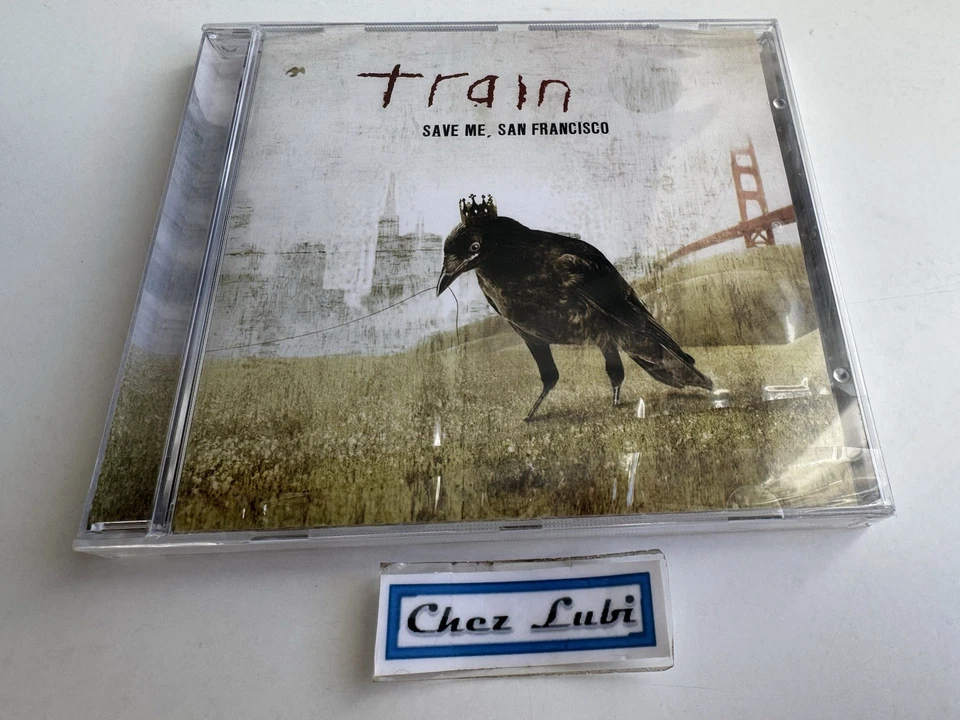 train
SAVE ME, SAN FRANCISCO
Chez Lubi